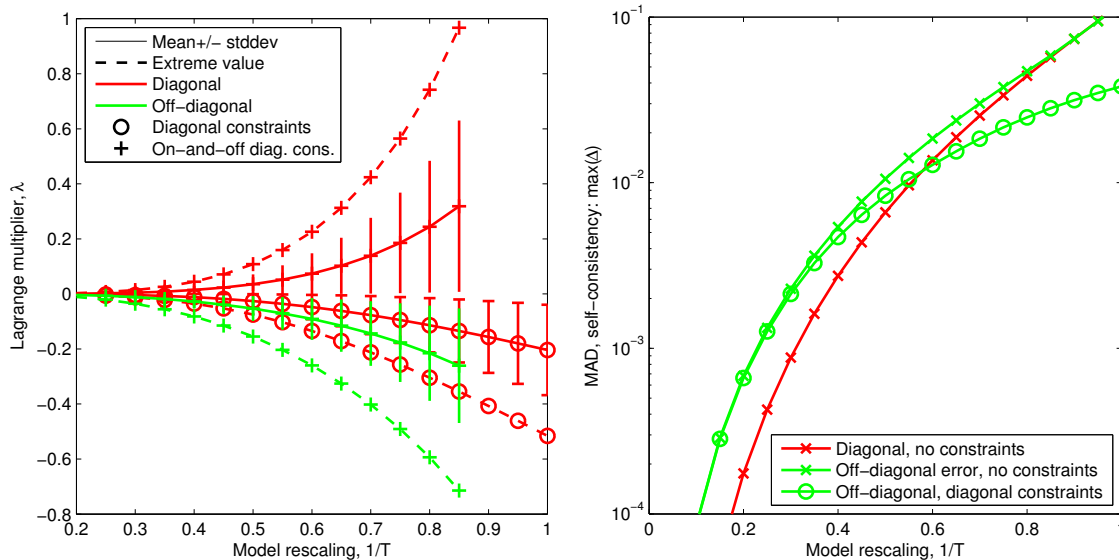 1
0.8
0.6
0.4
0.2
0
−0.2
−0.4
−0.6
−0.8
0.2
0.3
0.4
0.5
0.6
0.7
0.8
0.9
1
Lagrange multiplier, λ
Model rescaling, 1/T
Mean+/− stddev
Extreme value
Diagonal
Off−diagonal
Diagonal constraints
On−and−off diag. cons.
10−1
10−2
10−3
10−4
0
0.2
0.4
0.6
0.8
1
MAD, self−consistency: max(Δ)
Model rescaling, 1/T
Diagonal, no constraints
Off−diagonal error, no constraints
Off−diagonal, diagonal constraints